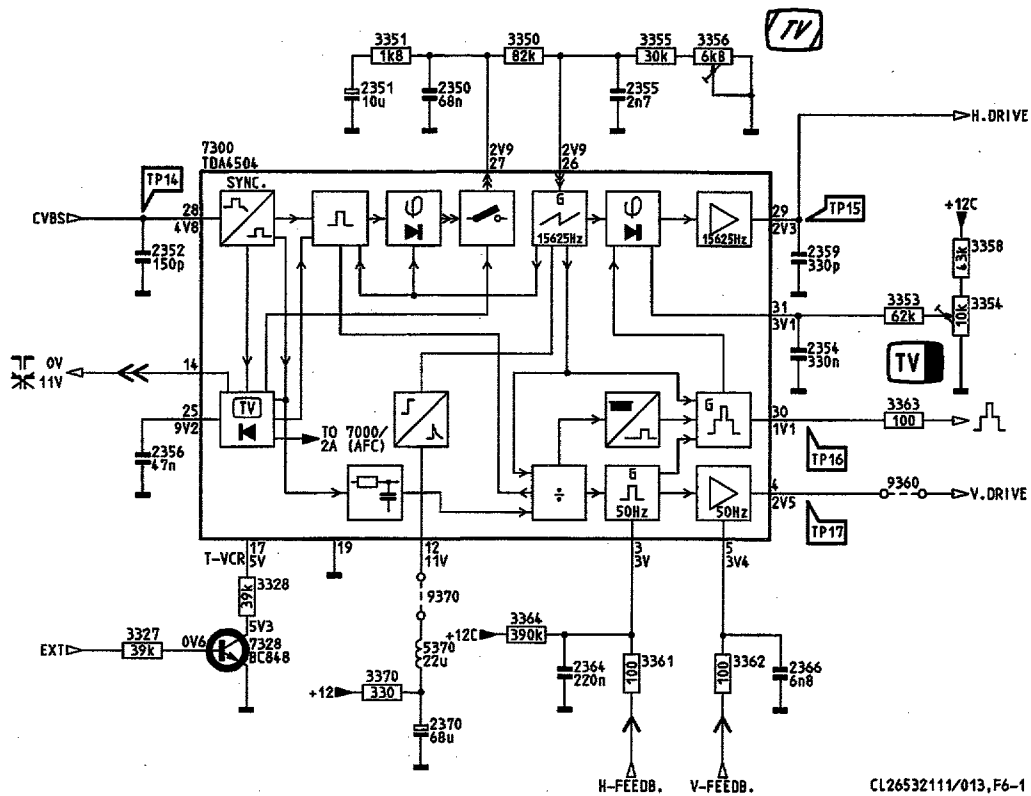 TV
3351
1k8
3350
82k
3355
30k
3356
6k8
2351
10u
2350
68n
2355
2n7
H.DRIVE
7300
TDA4504
2V9
27
2V9
26
TP14
SYNC.
CVBS
28
4V8
G
15625Hz
φ
φ
15625Hz
29
2V3
TP15
+12C
2352
150p
2359
330p
43k
3358
31
3V1
3353
62k
10k
3354
2354
330n
TV
0V
11V
14
25
9V2
TV
TO 7000/
2A (AFC)
G
30
1V1
3363
100
TP16
2356
47n
÷
G
50Hz
50Hz
4
2V5
9360
V.DRIVE
TP17
T-VCR
17
5V
19
12
11V
3
3V
5
3V4
39k
3328
9370
5V3
EXT
3327
39k
0V6
7328
BC848
5370
22u
+12C
3364
390k
2364
220n
100
3361
100
3362
2366
6n8
+12
3370
330
2370
68u
H-FEEDB.
V-FEEDB.
CL26532111/013,F6-1